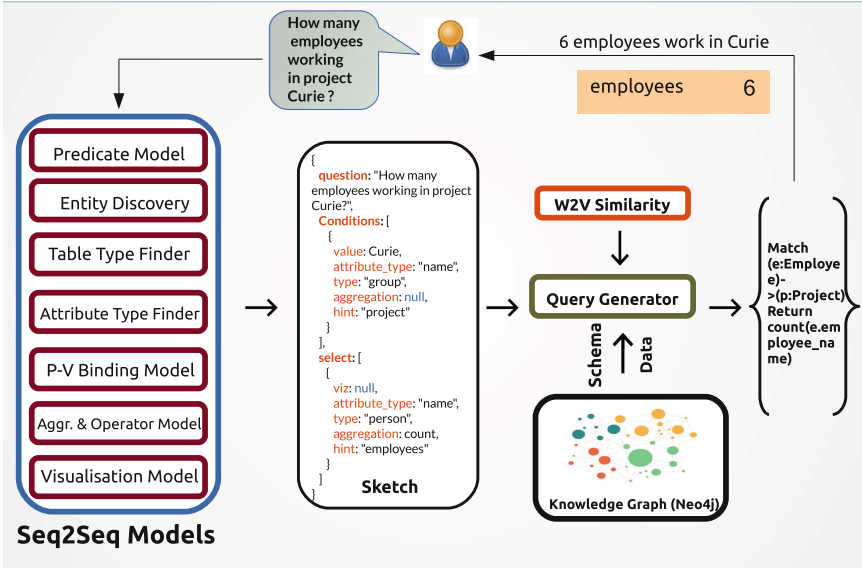 How many
employees
working
in project
Curie ?
6 employees work in Curie
employees 6
Predicate Model
Entity Discovery
Table Type Finder
Attribute Type Finder
P-V Binding Model
Aggr. & Operator Model
Visualisation Model
Seq2Seq Models
{
question: "How many
employees working in project
Curie?",
Conditions: [
{
value: Curie,
attribute_type: "name",
type: "group",
aggregation: null,
hint: "project"
}
],
select: [
{
viz: null,
attribute_type: "name",
type: "person",
aggregation: count,
hint: "employees"
}
]
}
Sketch
W2V Similarity
Query Generator
Schema
Data
Knowledge Graph (Neo4j)
Match
(e:Employe
e)-
>(p:Project)
Return
count(e.em
ployee_na
me)